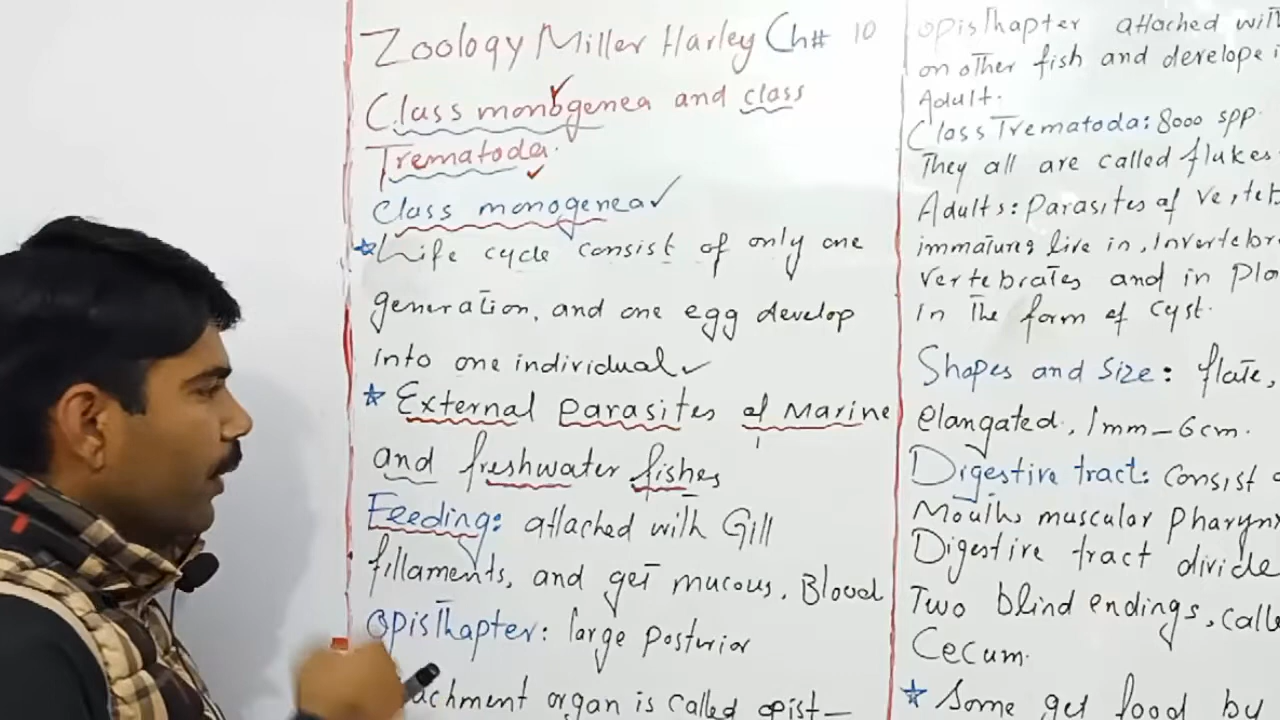 Zoology Miller Harley Ch# 10
Class monogenea and class
Trematoda.
Class monogenea
Life cycle consist of only one
generation, and one egg develop
into one individual
External Parasites of Marine
and freshwater fishes
Feeding: attached with Gill
fillaments, and get mucous, Blood
opisthapter: large posterior
achment organ is called opist–
opisthapter attached with
on other fish and develope i
Adult.
Class Trematoda: 8000 spp.
They all are called flukes
Adults: Parasites of Verteb
immatures live in, Invertebr
Vertebrates and in Pla
in The form of Cyst.
Shapes and Size: flate,
elangated, 1mm–6cm.
Digestive tract: Consist
Mouth, muscular Pharyn
Digestive tract divide
Two blind endings, calle
Cecum.
Some get food by